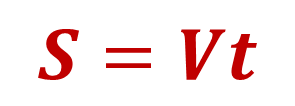 S = Vt